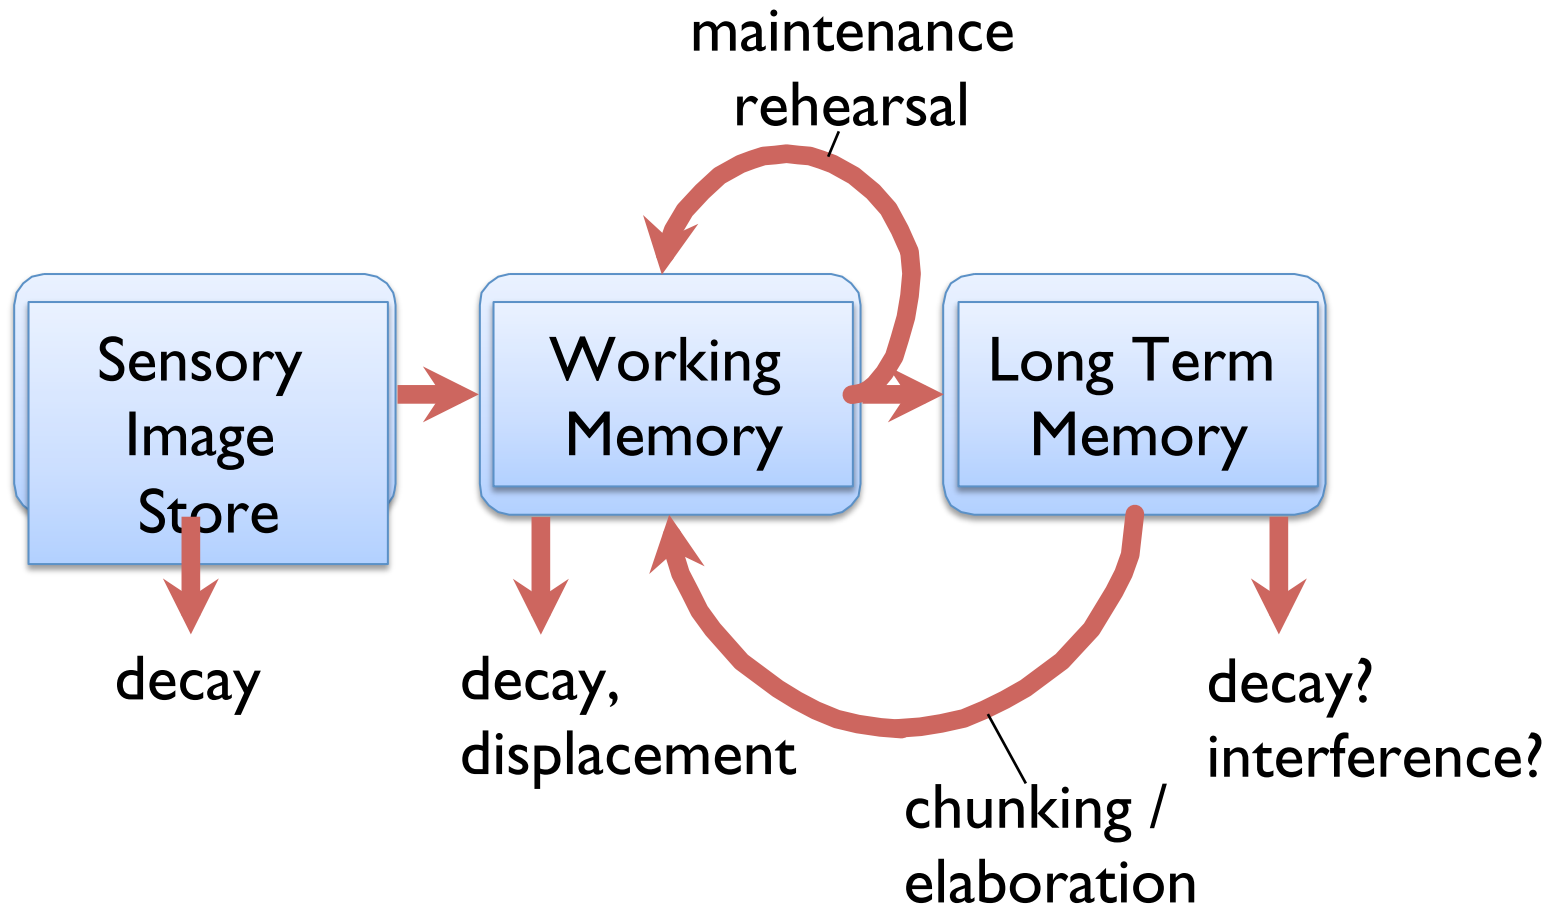 maintenance
rehearsal
Sensory
Image
Store
Working
Memory
Long Term
Memory
decay
decay,
displacement
decay?
interference?
chunking /
elaboration